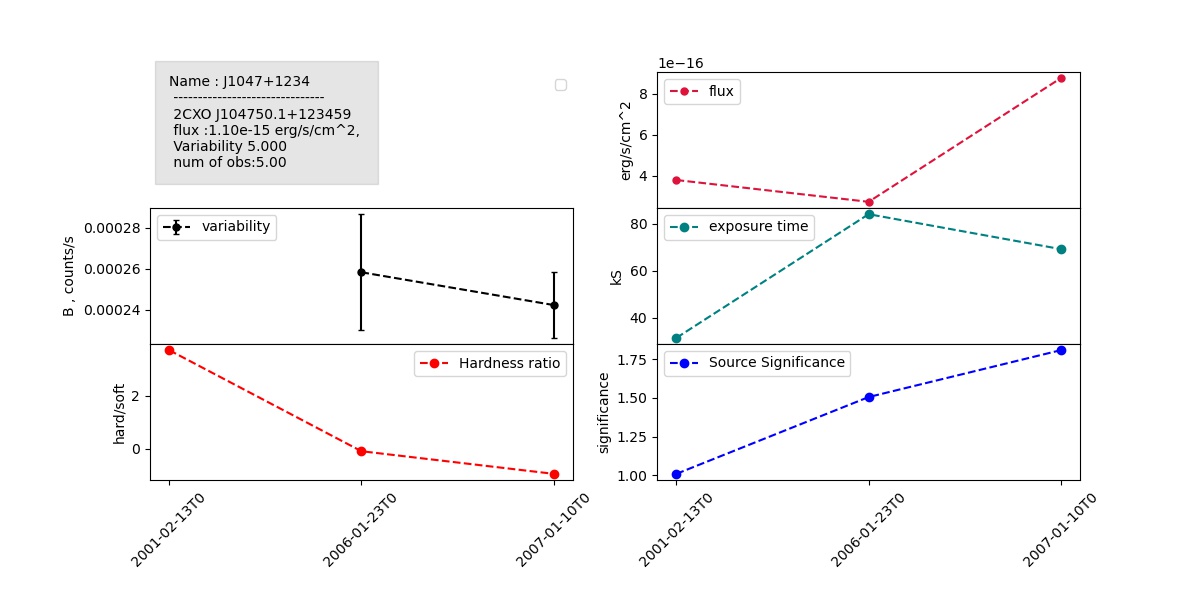 Name : J1047+1234
-------------------------------
2CXO J104750.1+123459
flux :1.10e-15 erg/s/cm^2,
Variability 5.000
num of obs:5.00
1e−16
flux
8
6
4
erg/s/cm^2
variability
0.00028
0.00026
0.00024
B , counts/s
exposure time
80
60
40
kS
Hardness ratio
2
0
hard/soft
Source Significance
1.75
1.50
1.25
1.00
significance
2001-02-13T0
2006-01-23T0
2007-01-10T0
2001-02-13T0
2006-01-23T0
2007-01-10T0